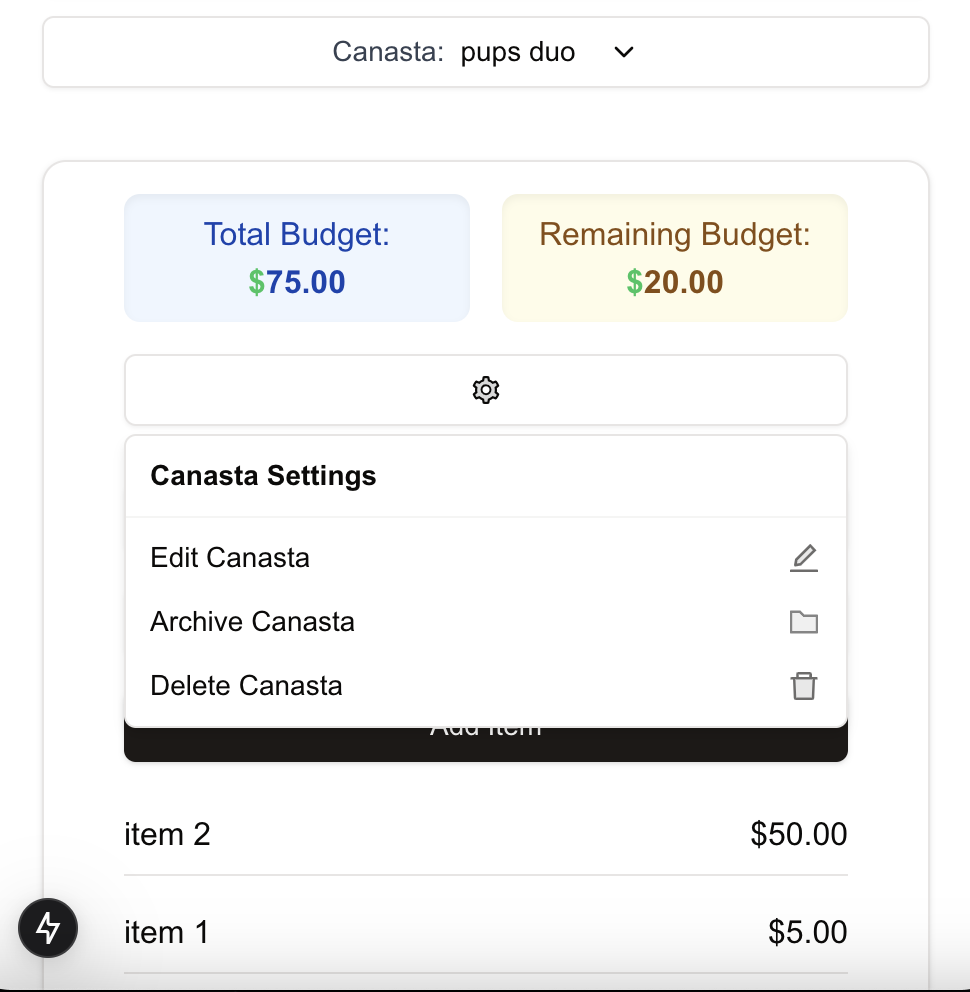 Canasta: pups duo
Total Budget:
$75.00
Remaining Budget:
$20.00
Canasta Settings
Edit Canasta
Archive Canasta
Delete Canasta
Add Item
item 2 $50.00
item 1 $5.00